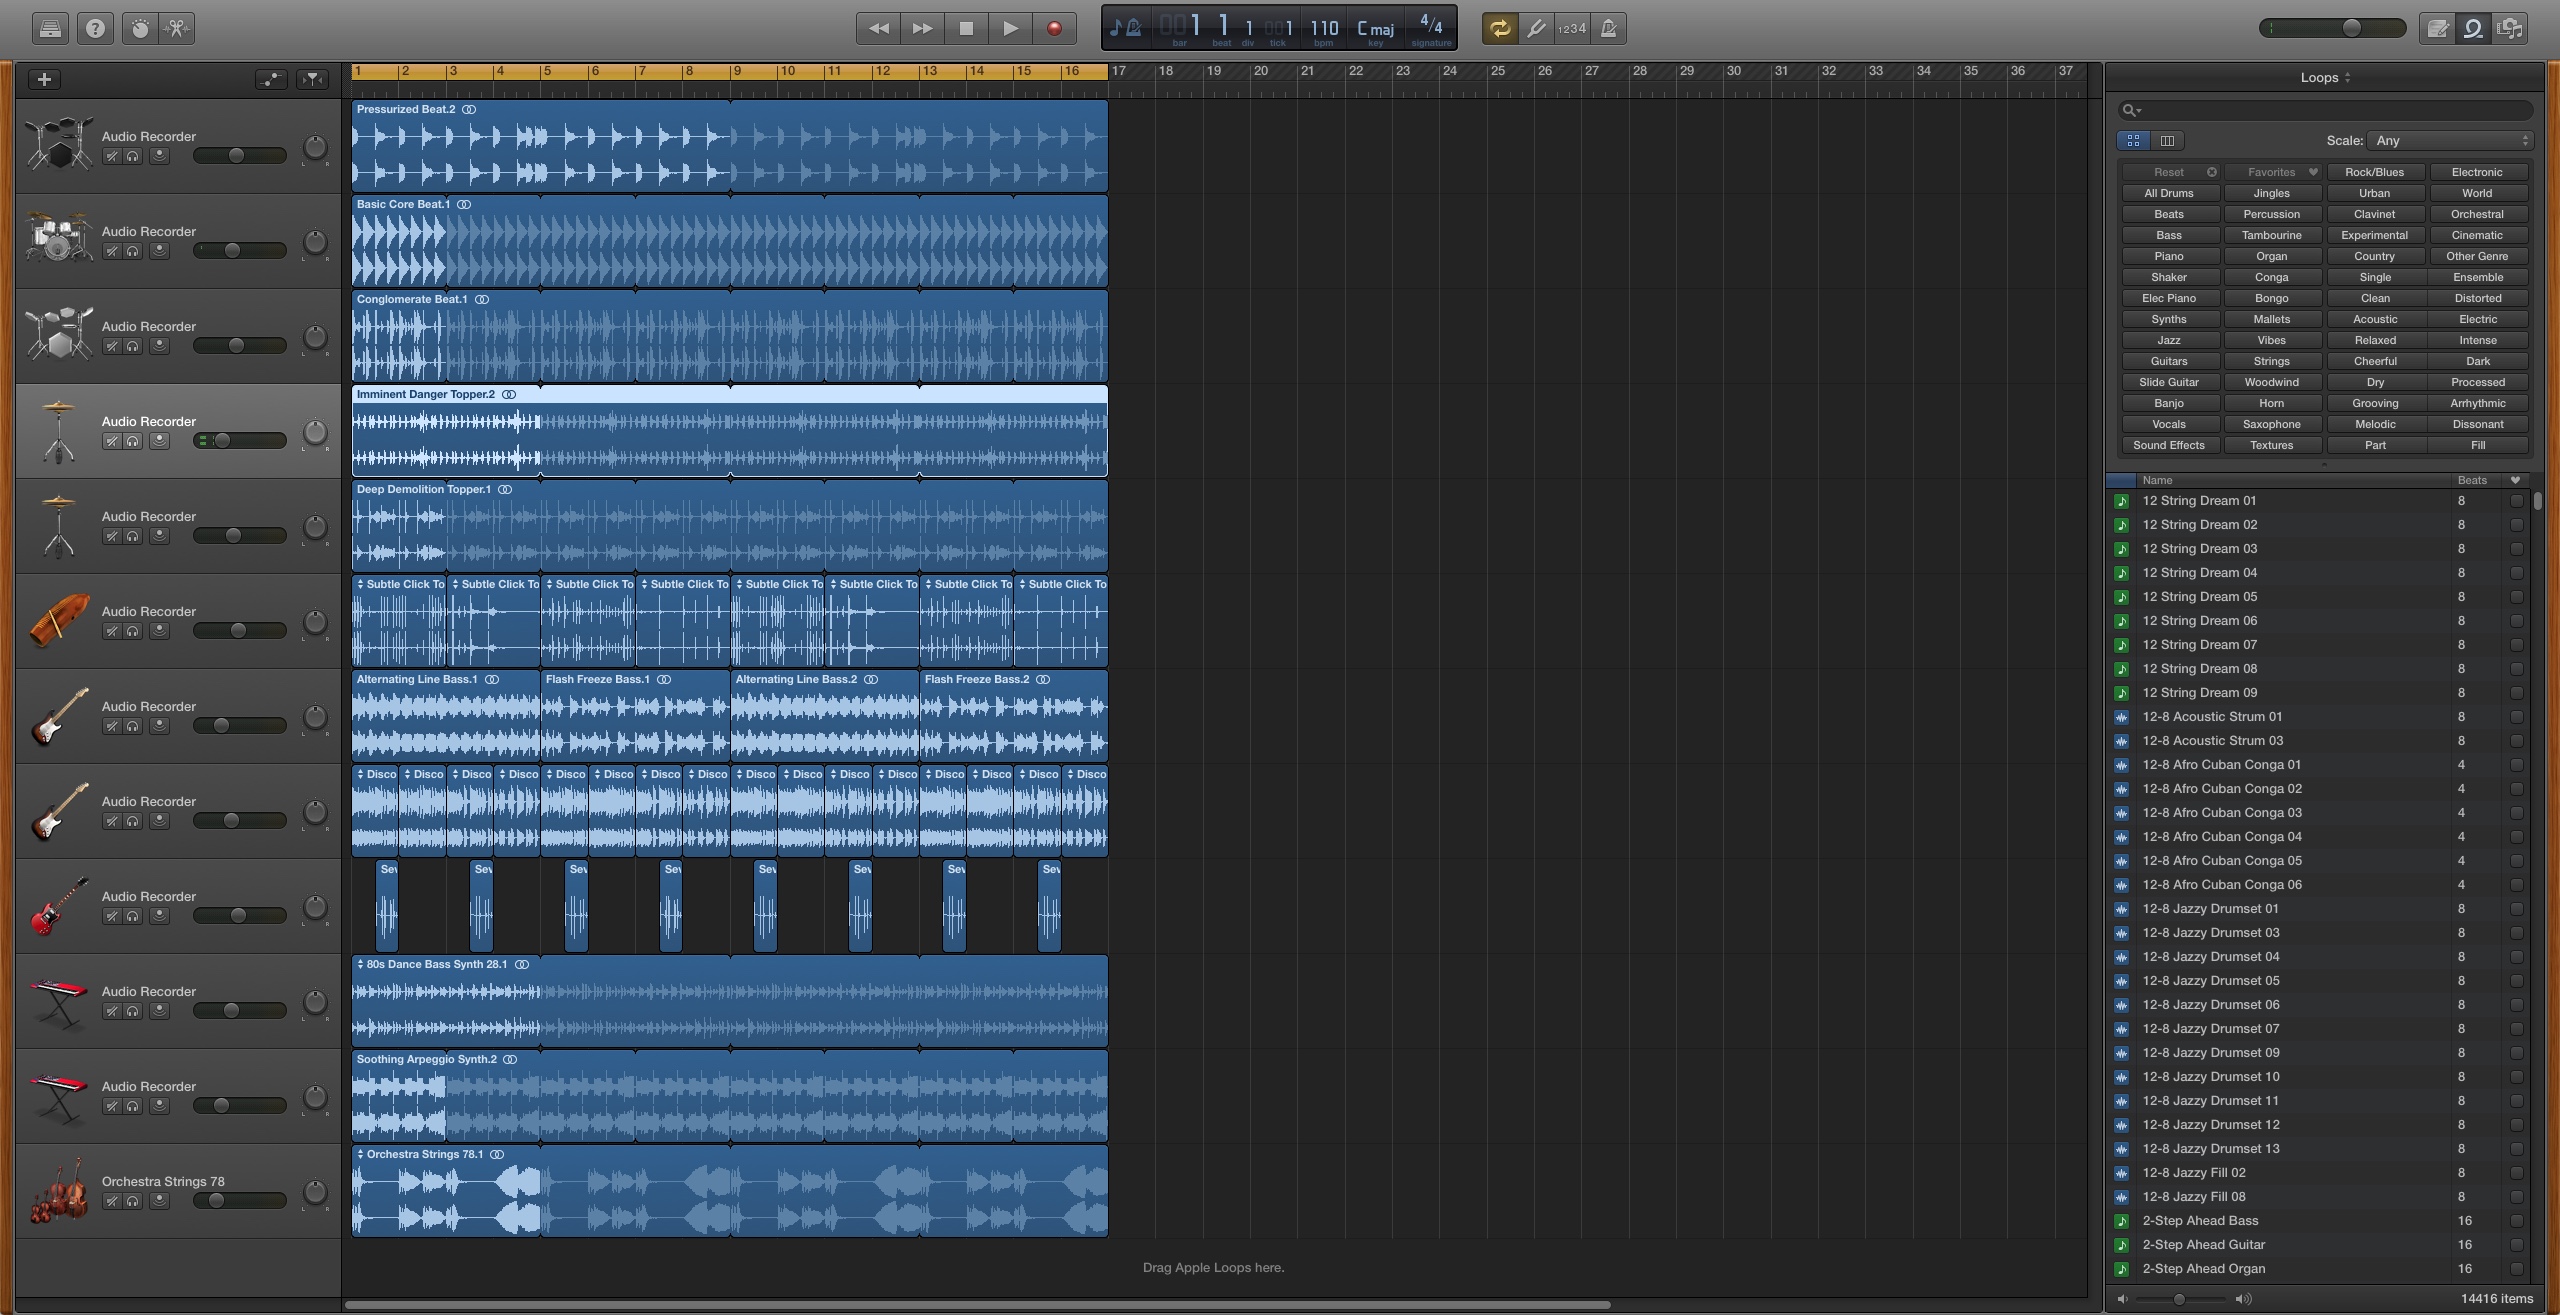 001 1 1 001 110 C maj 4/4
bar beat div tick bpm key signature
1234
1 2 3 4 5 6 7 8 9 10 11 12 13 14 15 16 17 18 19 20 21 22 23 24 25 26 27 28 29 30 31 32 33 34 35 36 37
Audio Recorder
L R
Pressurized Beat.2
Audio Recorder
L R
Basic Core Beat.1
Audio Recorder
L R
Conglomerate Beat.1
Audio Recorder
L R
Imminent Danger Topper.2
Audio Recorder
L R
Deep Demolition Topper.1
Audio Recorder
L R
Subtle Click To Subtle Click To Subtle Click To Subtle Click To Subtle Click To Subtle Click To Subtle Click To Subtle Click To
Audio Recorder
L R
Alternating Line Bass.1 Flash Freeze Bass.1 Alternating Line Bass.2 Flash Freeze Bass.2
Audio Recorder
L R
Disco Disco Disco Disco Disco Disco Disco Disco Disco Disco Disco Disco Disco Disco Disco Disco
Audio Recorder
L R
Sev Sev Sev Sev Sev Sev Sev Sev
Audio Recorder
L R
80s Dance Bass Synth 28.1
Audio Recorder
L R
Soothing Arpeggio Synth.2
Orchestra Strings 78
L R
Orchestra Strings 78.1
Drag Apple Loops here.
Loops
Scale: Any
Reset Favorites Rock/Blues Electronic
All Drums Jingles Urban World
Beats Percussion Clavinet Orchestral
Bass Tambourine Experimental Cinematic
Piano Organ Country Other Genre
Shaker Conga Single Ensemble
Elec Piano Bongo Clean Distorted
Synths Mallets Acoustic Electric
Jazz Vibes Relaxed Intense
Guitars Strings Cheerful Dark
Slide Guitar Woodwind Dry Processed
Banjo Horn Grooving Arrhythmic
Vocals Saxophone Melodic Dissonant
Sound Effects Textures Part Fill
Name Beats
12 String Dream 01 8
12 String Dream 02 8
12 String Dream 03 8
12 String Dream 04 8
12 String Dream 05 8
12 String Dream 06 8
12 String Dream 07 8
12 String Dream 08 8
12 String Dream 09 8
12-8 Acoustic Strum 01 8
12-8 Acoustic Strum 03 8
12-8 Afro Cuban Conga 01 4
12-8 Afro Cuban Conga 02 4
12-8 Afro Cuban Conga 03 4
12-8 Afro Cuban Conga 04 4
12-8 Afro Cuban Conga 05 4
12-8 Afro Cuban Conga 06 4
12-8 Jazzy Drumset 01 8
12-8 Jazzy Drumset 03 8
12-8 Jazzy Drumset 04 8
12-8 Jazzy Drumset 05 8
12-8 Jazzy Drumset 06 8
12-8 Jazzy Drumset 07 8
12-8 Jazzy Drumset 09 8
12-8 Jazzy Drumset 10 8
12-8 Jazzy Drumset 11 8
12-8 Jazzy Drumset 12 8
12-8 Jazzy Drumset 13 8
12-8 Jazzy Fill 02 8
12-8 Jazzy Fill 08 8
2-Step Ahead Bass 16
2-Step Ahead Guitar 16
2-Step Ahead Organ 16
14416 items